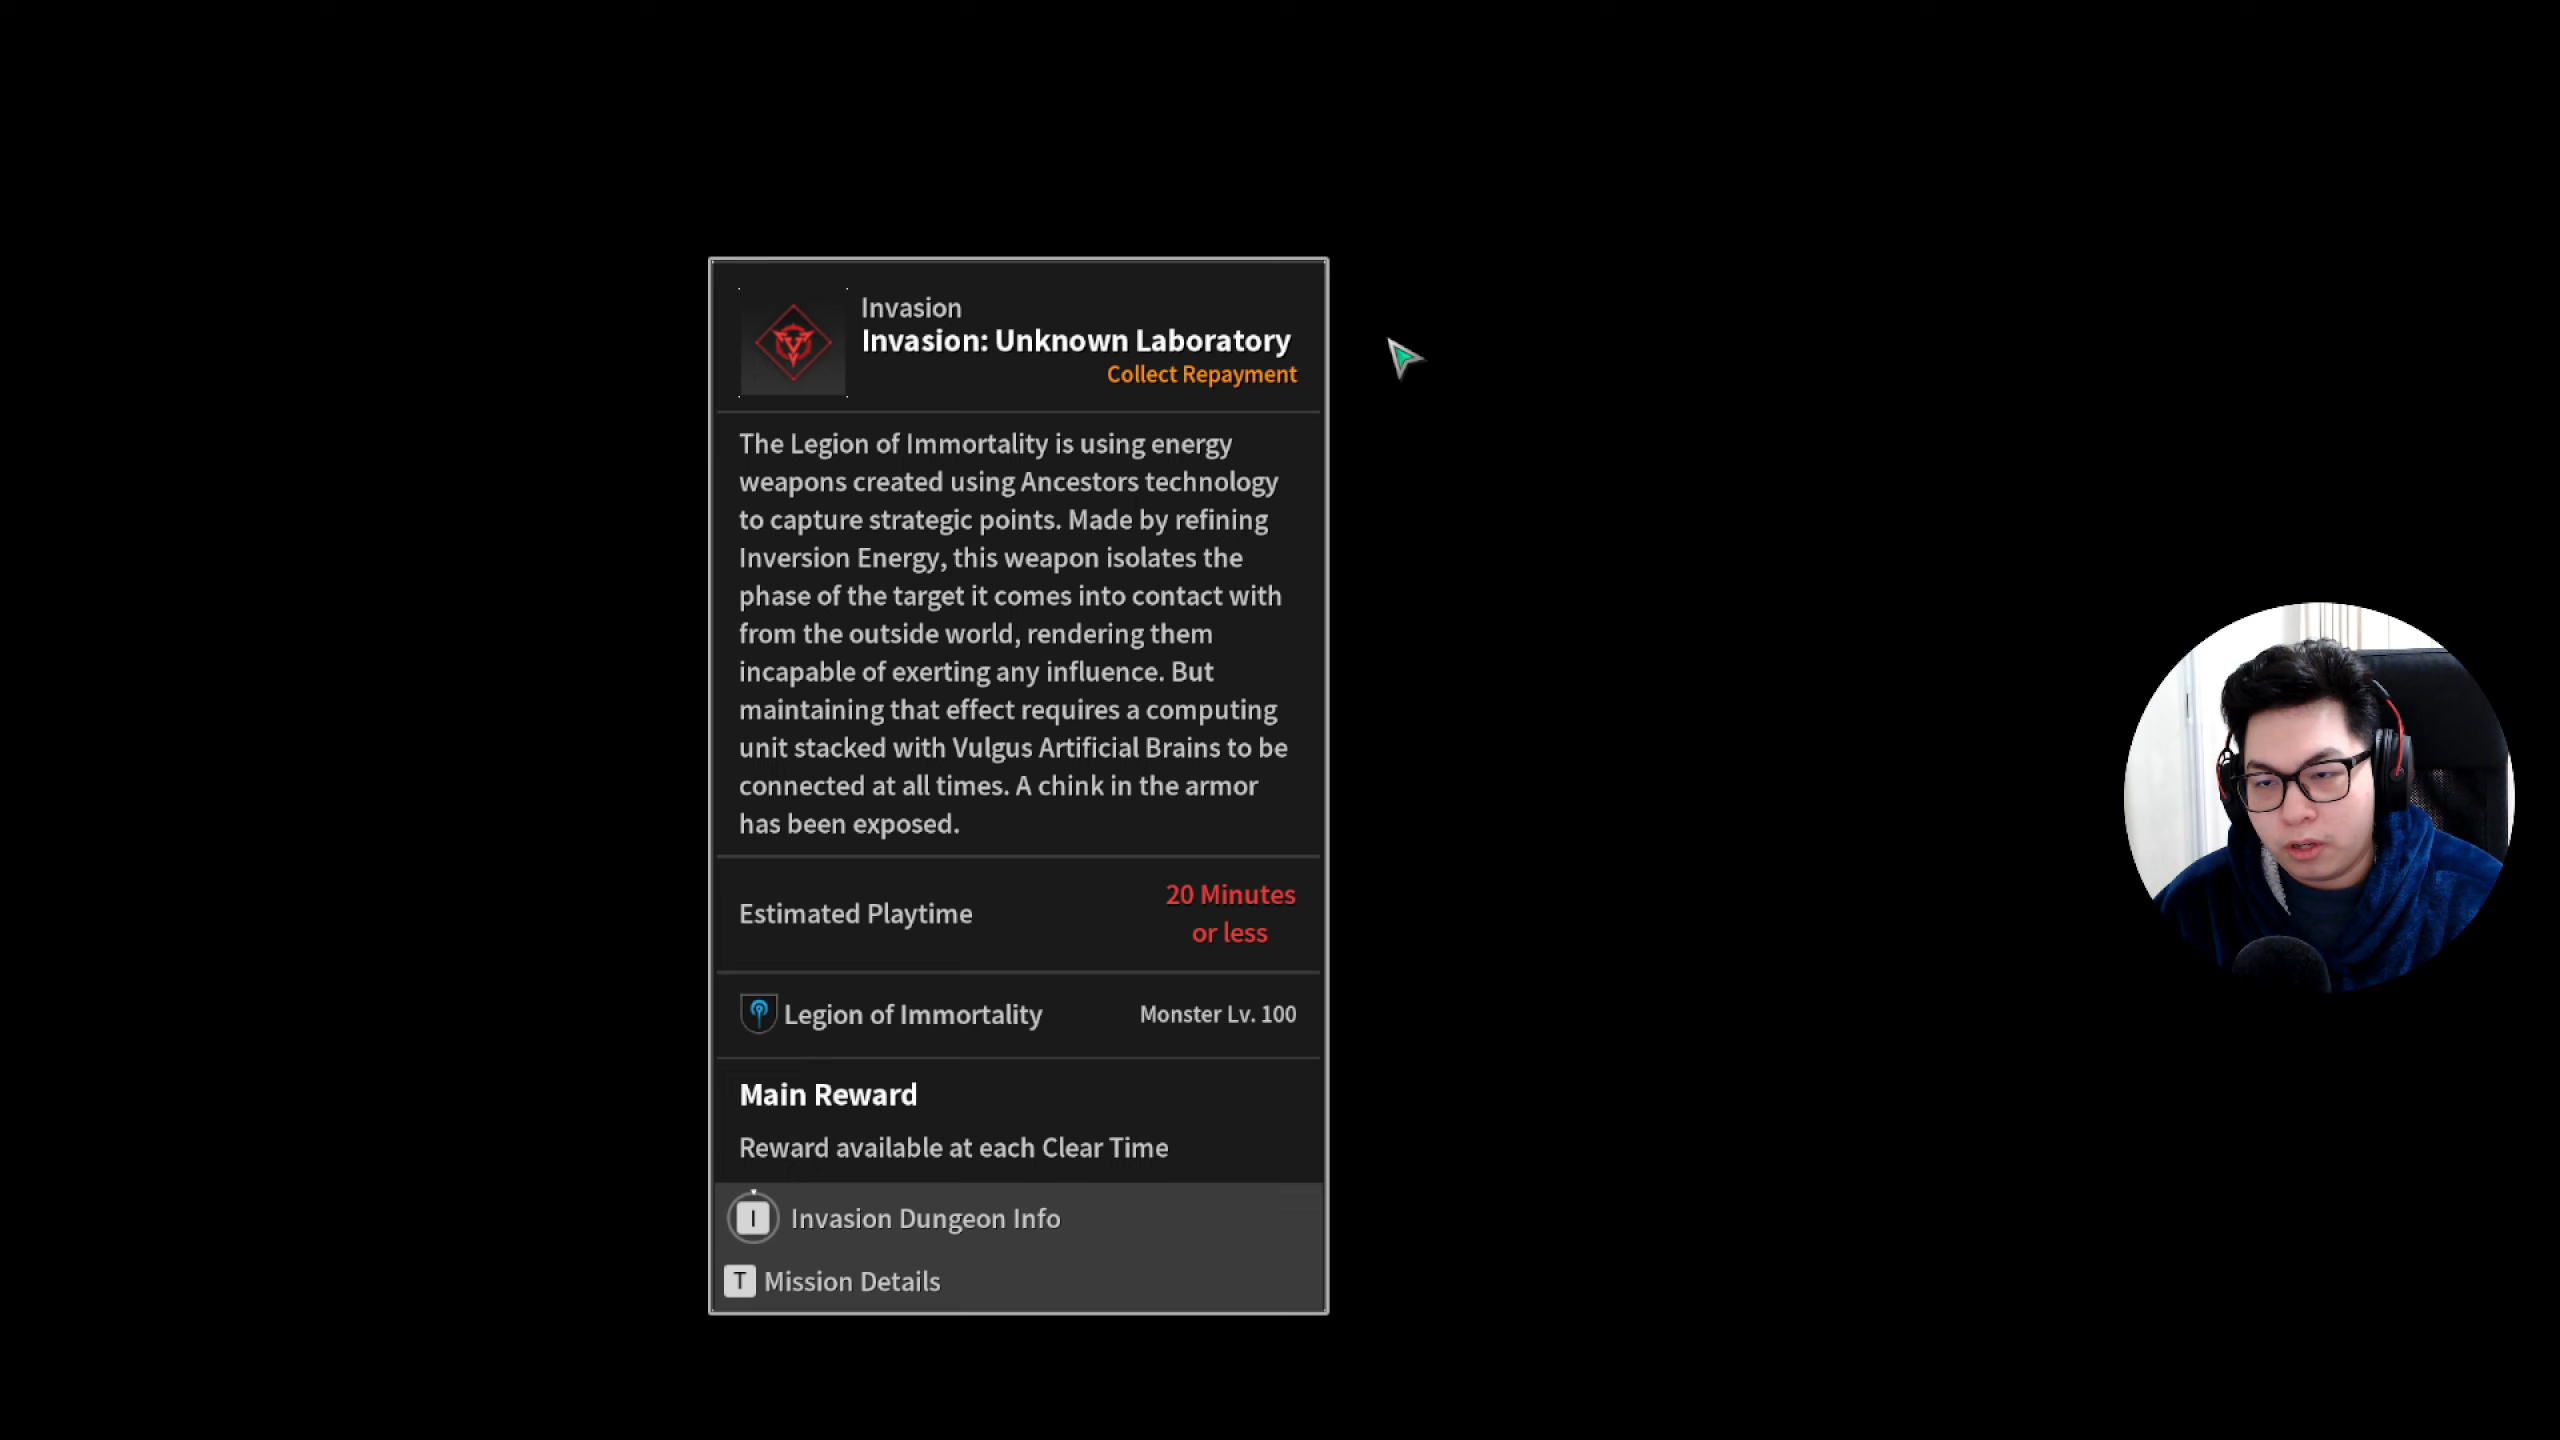 Invasion
Invasion: Unknown Laboratory
Collect Repayment
The Legion of Immortality is using energy
weapons created using Ancestors technology
to capture strategic points. Made by refining
Inversion Energy, this weapon isolates the
phase of the target it comes into contact with
from the outside world, rendering them
incapable of exerting any influence. But
maintaining that effect requires a computing
unit stacked with Vulgus Artificial Brains to be
connected at all times. A chink in the armor
has been exposed.
Estimated Playtime
20 Minutes
or less
Legion of Immortality Monster Lv. 100
Main Reward
Reward available at each Clear Time
I Invasion Dungeon Info
T Mission Details